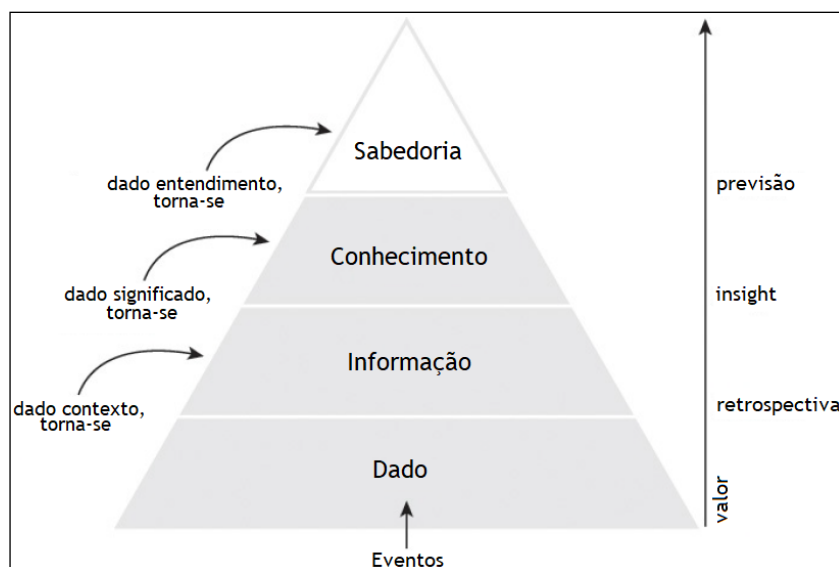 Sabedoria
dado entendimento,
torna-se
previsão
Conhecimento
dado significado,
torna-se
insight
Informação
dado contexto,
torna-se
retrospectiva
Dado
valor
Eventos